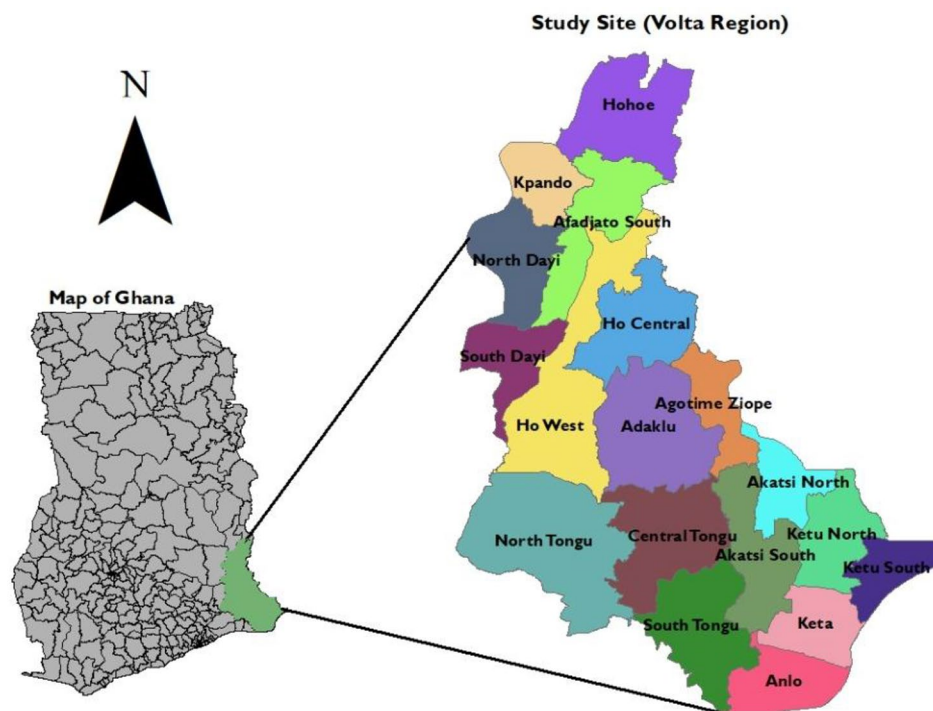 Study Site (Volta Region)
N
Hohoe
Kpando
Afadjato South
North Dayi
Map of Ghana
Ho Central
South Dayi
Agotime Ziope
Ho West
Adaklu
Akatsi North
Ketu North
North Tongu
Central Tongu
Akatsi South
Ketu South
South Tongu
Keta
Anlo